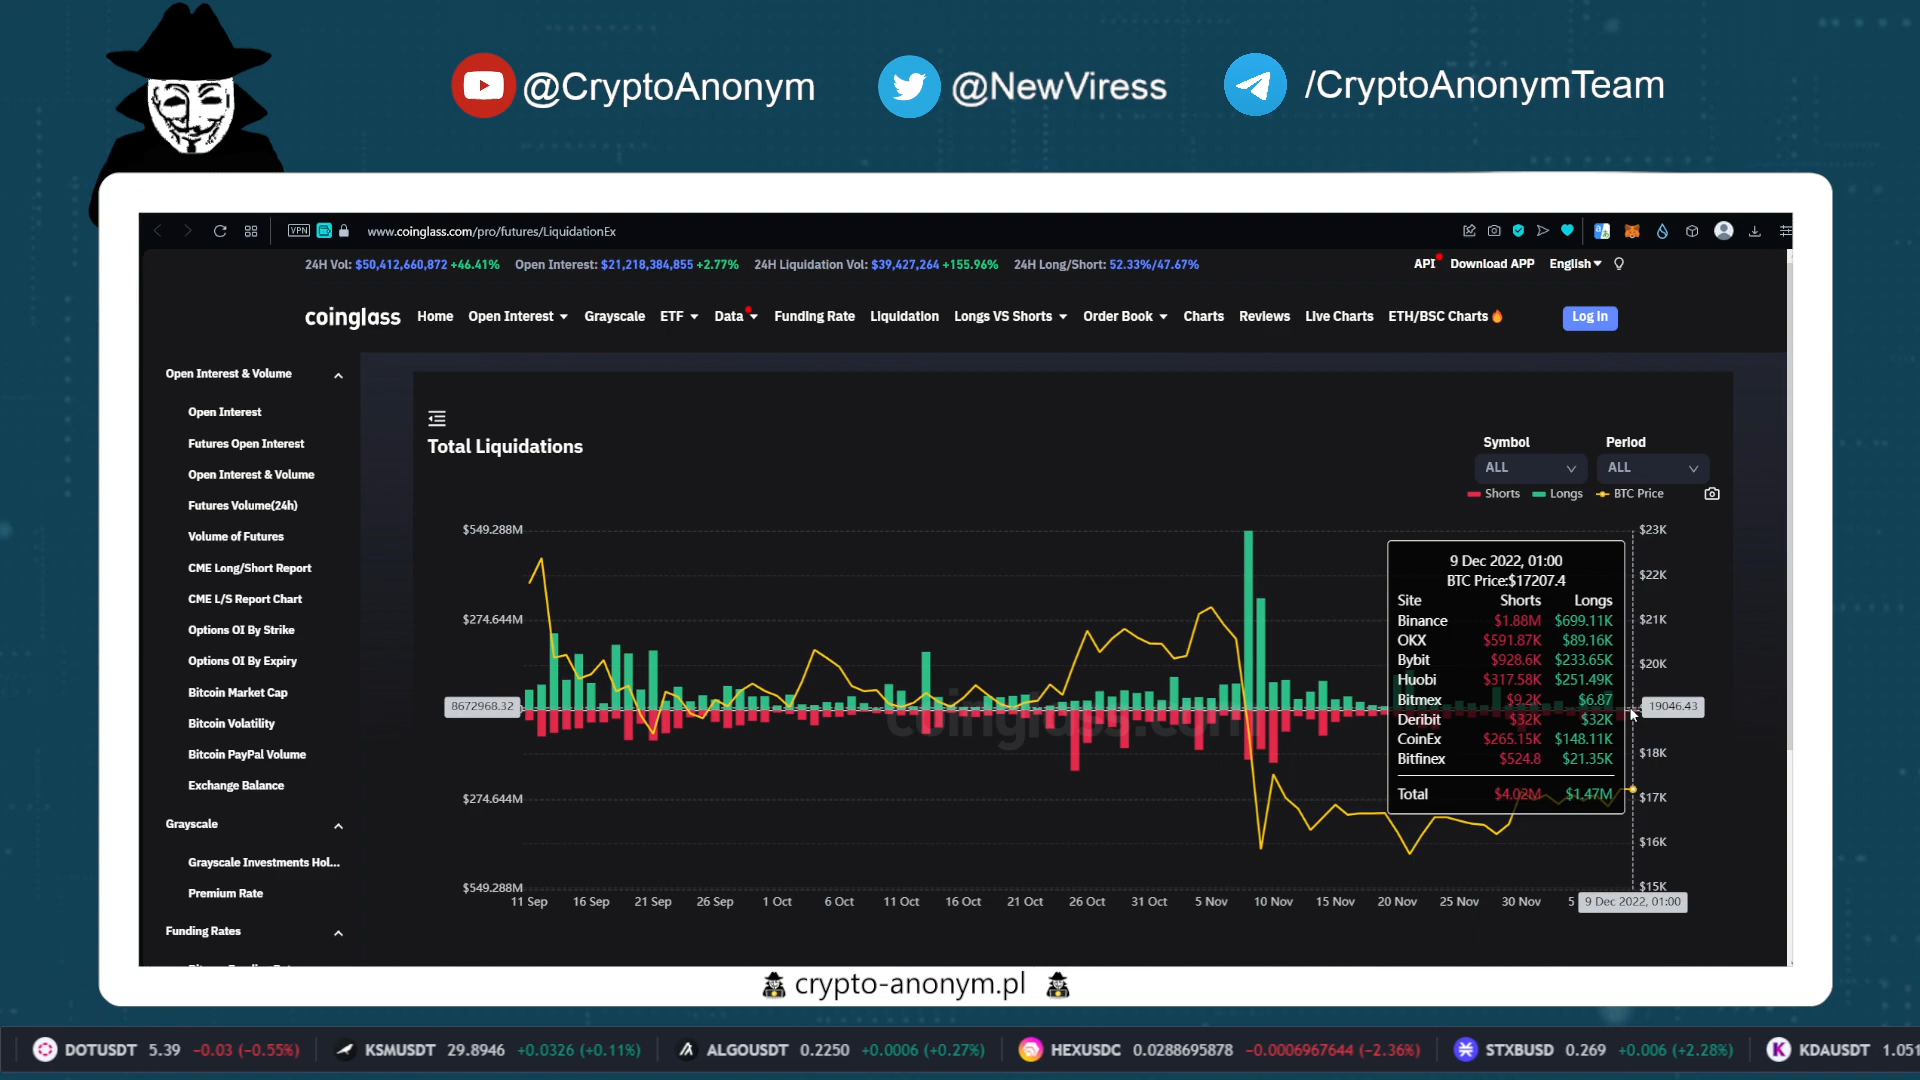 @CryptoAnonym @NewViress /CryptoAnonymTeam
VPN www.coinglass.com/pro/futures/LiquidationEx
24H Vol: $50,412,660,872 +46.41% Open Interest: $21,218,384,855 +2.77% 24H Liquidation Vol: $39,427,264 +155.96% 24H Long/Short: 52.33%/47.67% API Download APP English
coinglass Home Open Interest Funding Rate Grayscale ETF Data Funding Rate Liquidation Longs VS Shorts Order Book Charts Reviews Live Charts ETH/BSC Charts Log In
Open Interest & Volume
Open Interest
Futures Open Interest
Open Interest & Volume
Futures Volume(24h)
Volume of Futures
CME Long/Short Report
CME L/S Report Chart
Options OI By Strike
Options OI By Expiry
Bitcoin Market Cap
Bitcoin Volatility
Bitcoin PayPal Volume
Exchange Balance
Grayscale
Grayscale Investments Hol...
Premium Rate
Funding Rates
Total Liquidations
Symbol Period
ALL ALL
Shorts Longs BTC Price
$549.288M
$274.644M
8672968.32
$274.644M
$549.288M
$23K
$22K
$21K
$20K
19046.43
$18K
$17K
$16K
$15K
9 Dec 2022, 01:00
BTC Price:$17207.4
Site Shorts Longs
Binance $1.88M $699.11K
OKX $591.87K $89.16K
Bybit $928.6K $233.65K
Huobi $317.58K $251.49K
Bitmex $9.2K $6.87
Deribit $32K $32K
CoinEx $265.15K $148.11K
Bitfinex $524.8 $21.35K
Total $4.02M $1.47M
coinglass.com
11 Sep 16 Sep 21 Sep 26 Sep 1 Oct 6 Oct 11 Oct 16 Oct 21 Oct 26 Oct 31 Oct 5 Nov 10 Nov 15 Nov 20 Nov 25 Nov 30 Nov 5 9 Dec 2022, 01:00
crypto-anonym.pl
DOTUSDT 5.39 −0.03 (−0.55%) KSMUSDT 29.8946 +0.0326 (+0.11%) ALGOUSDT 0.2250 +0.0006 (+0.27%) HEXUSDC 0.0288695878 −0.0006967644 (−2.36%) STXBUSD 0.269 +0.006 (+2.28%) KDAUSDT 1.051